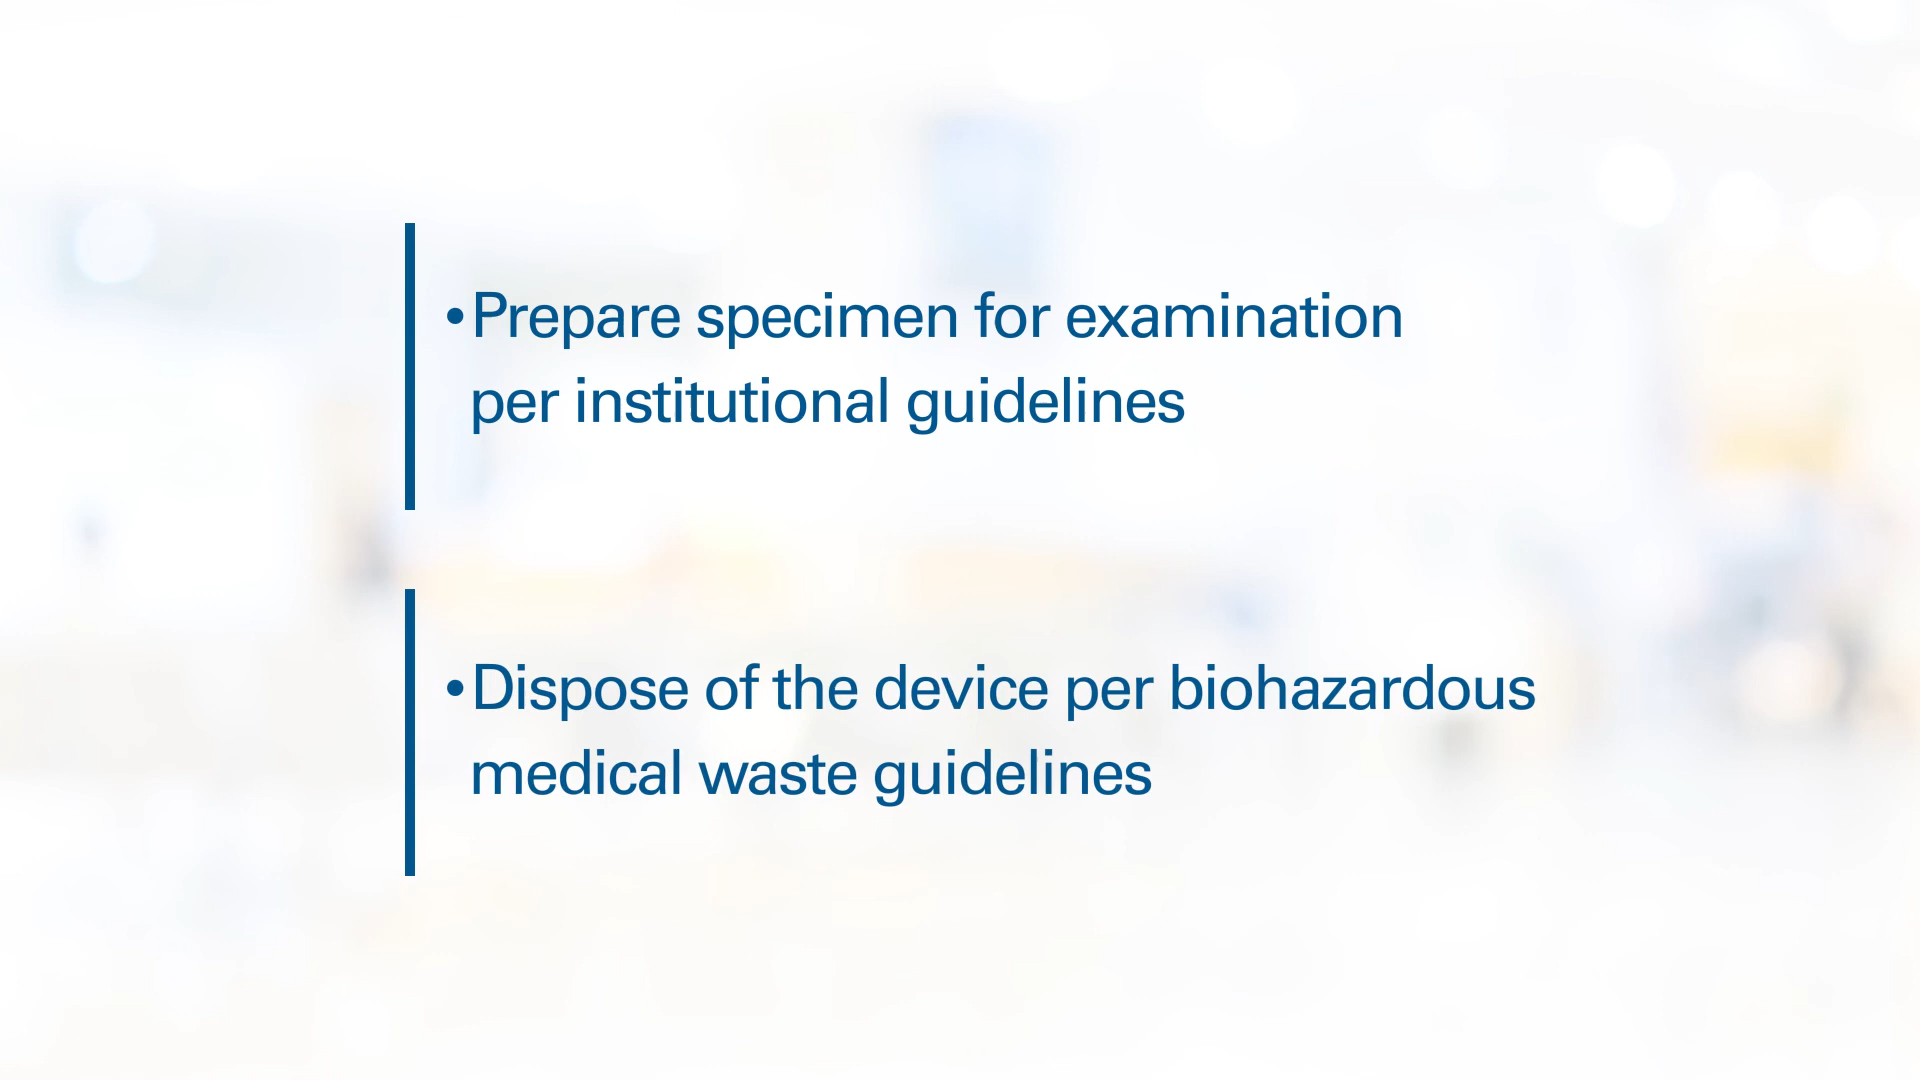 •Prepare specimen for examination
per institutional guidelines
•Dispose of the device per biohazardous
medical waste guidelines